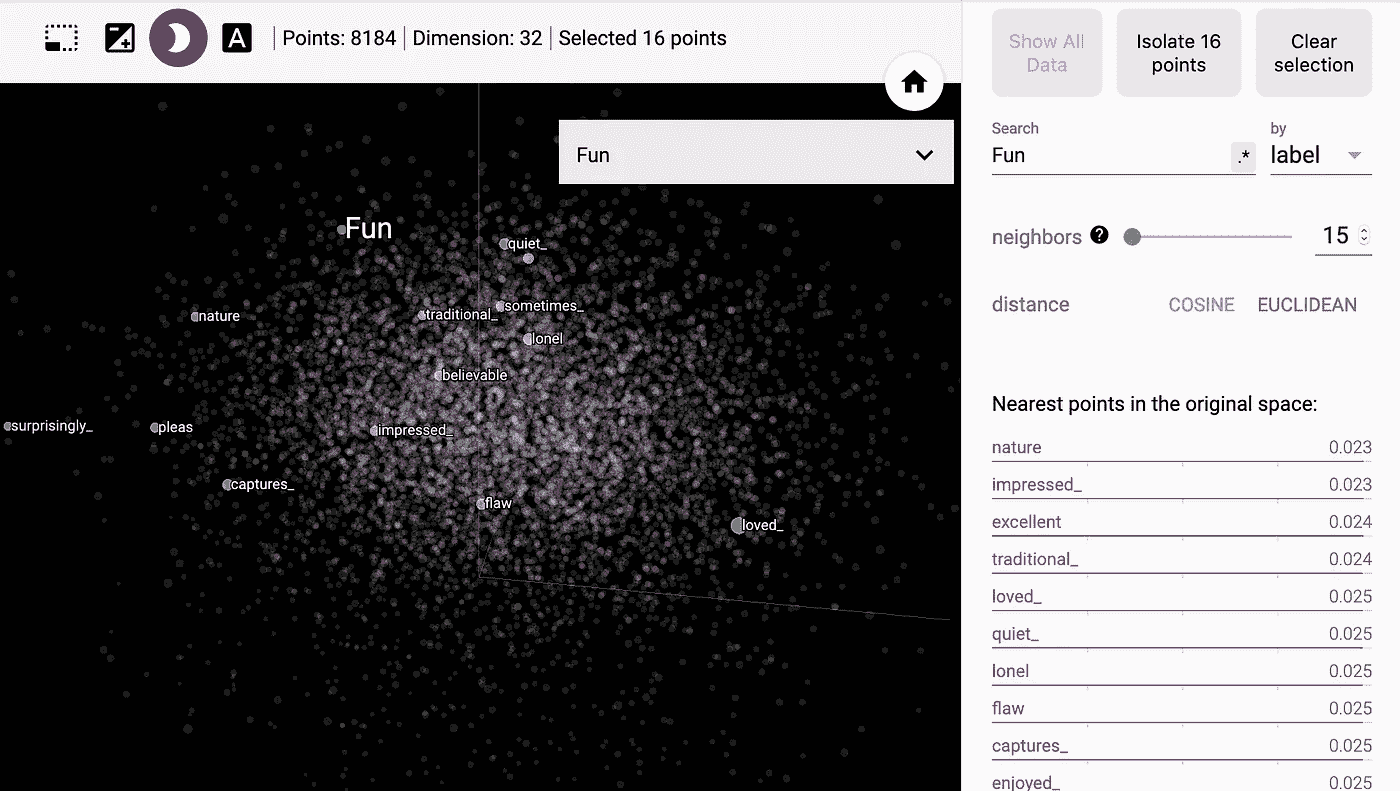 A Points: 8184 Dimension: 32 Selected 16 points
Show All Data
Isolate 16 points
Clear selection
Fun
Fun
quiet_
sometimes_
nature
traditional_
lonel
believable
surprisingly_
pleas
impressed_
captures_
flaw
loved_
Search
by
Fun
.*
label
neighbors ? 15
distance COSINE EUCLIDEAN
Nearest points in the original space:
nature 0.023
impressed_ 0.023
excellent 0.024
traditional_ 0.024
loved_ 0.025
quiet_ 0.025
lonel 0.025
flaw 0.025
captures_ 0.025
enjoyed_ 0.025